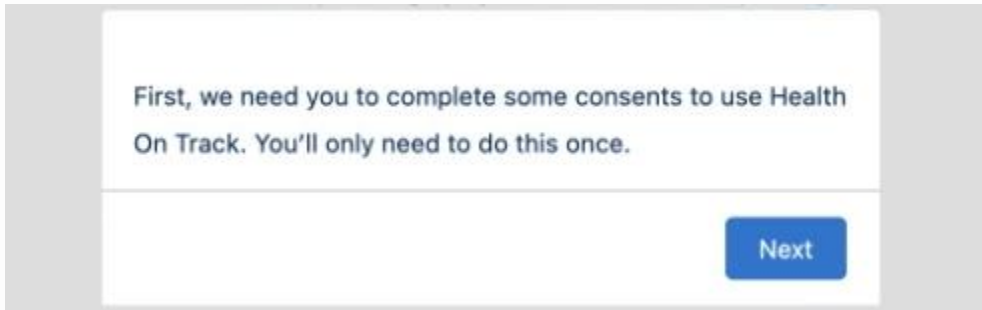 First, we need you to complete some consents to use Health
On Track. You’ll only need to do this once.
Next